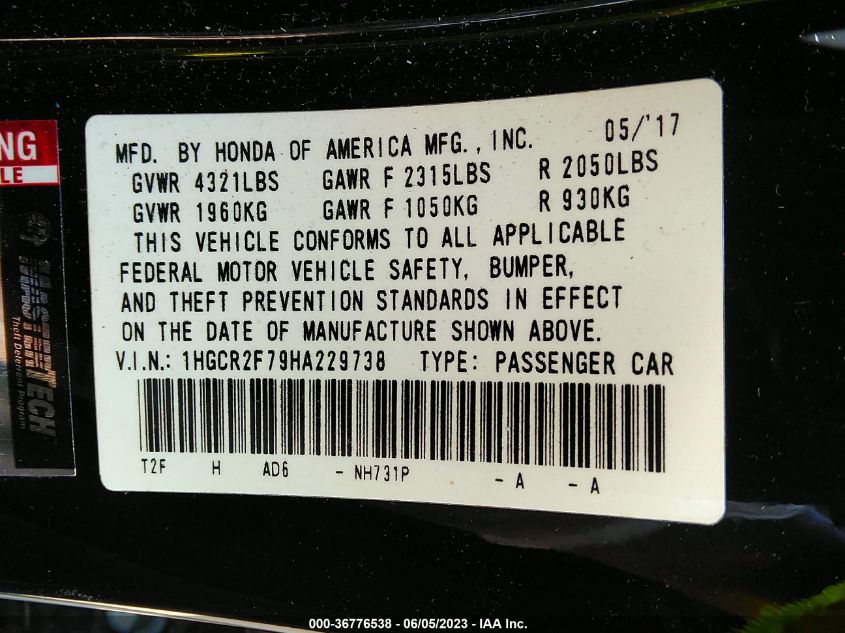 NG
LE
MFD. BY HONDA OF AMERICA MFG., INC. 05/'17
GVWR 4321LBS GAWR F 2315LBS R 2050LBS
GVWR 1960KG GAWR F 1050KG R 930KG
THIS VEHICLE CONFORMS TO ALL APPLICABLE
FEDERAL MOTOR VEHICLE SAFETY, BUMPER,
AND THEFT PREVENTION STANDARDS IN EFFECT
ON THE DATE OF MANUFACTURE SHOWN ABOVE.
V.I.N.: 1HGCR2F79HA229738 TYPE: PASSENGER CAR
T2F H AD6 - NH731P - A - A
Theft Deterrent Program
000-36776538 - 06/05/2023 - IAA Inc.